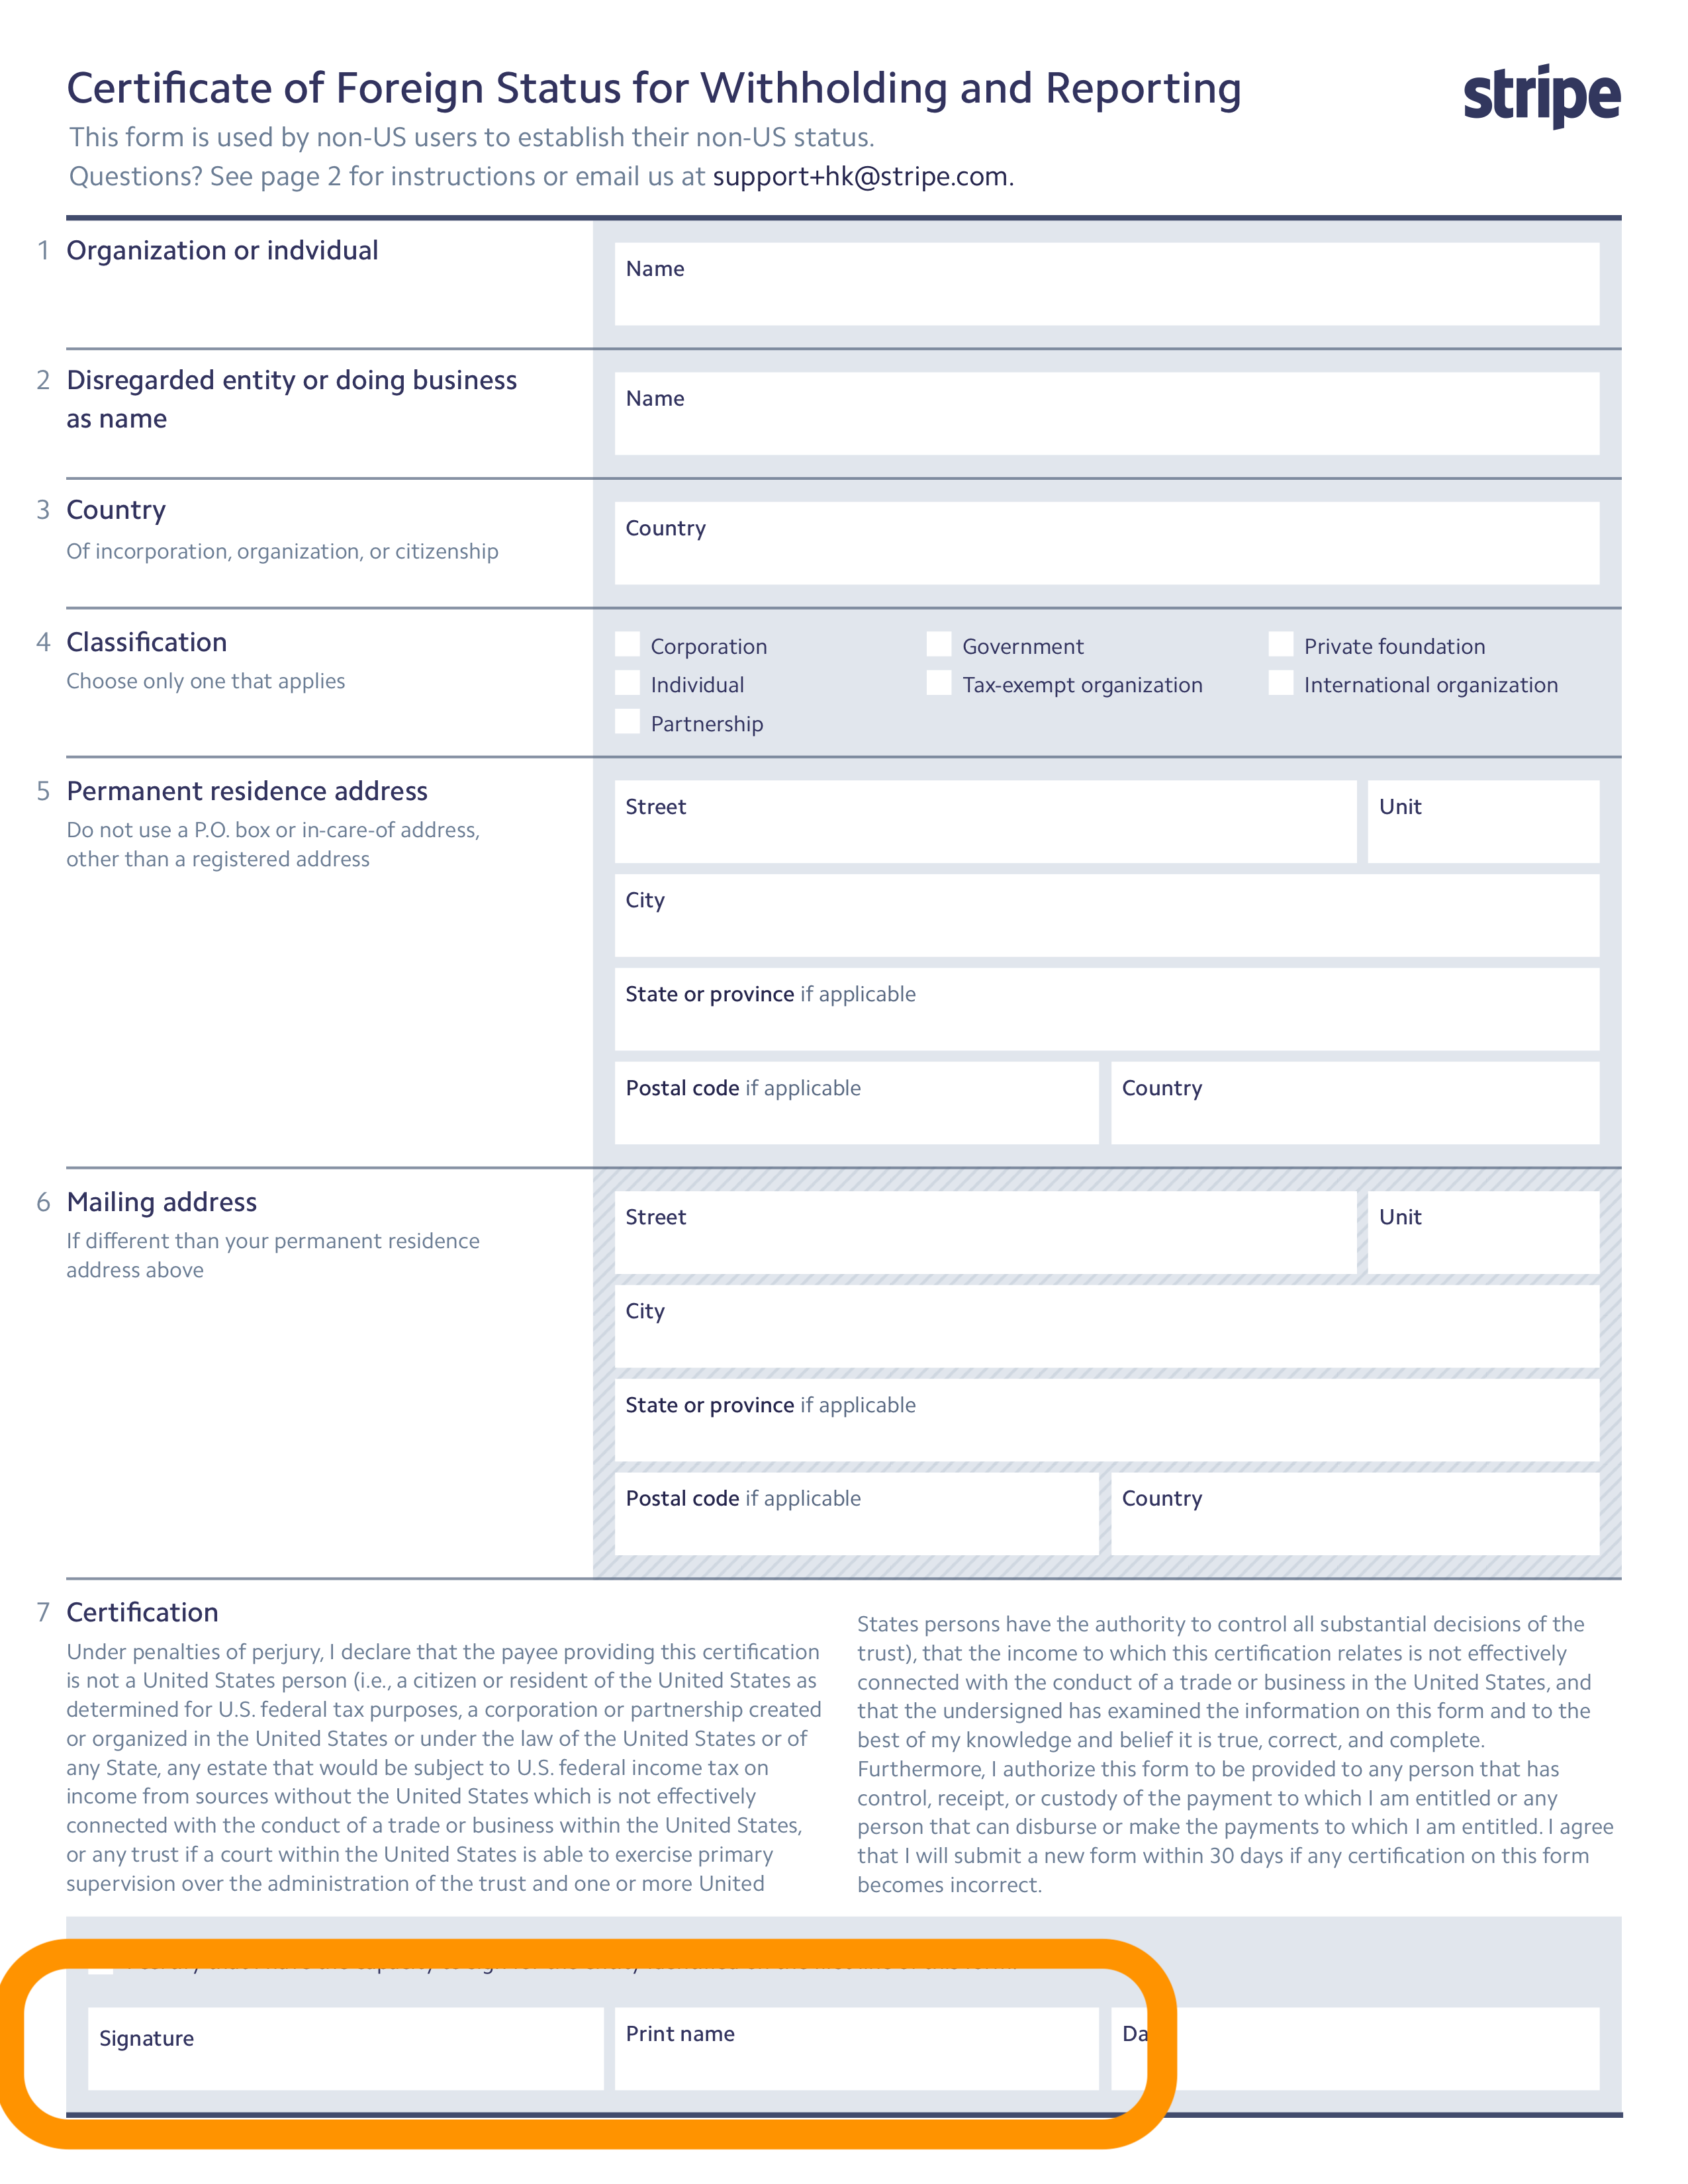 Certificate of Foreign Status for Withholding and Reporting
stripe
This form is used by non-US users to establish their non-US status.
Questions? See page 2 for instructions or email us at support+hk@stripe.com.
1 Organization or indvidual
Name
2 Disregarded entity or doing business
as name
Name
3 Country
Of incorporation, organization, or citizenship
Country
4 Classification
Choose only one that applies
Corporation
Government
Private foundation
Individual
Tax-exempt organization
International organization
Partnership
5 Permanent residence address
Do not use a P.O. box or in-care-of address,
other than a registered address
Street
Unit
City
State or province if applicable
Postal code if applicable
Country
6 Mailing address
If different than your permanent residence
address above
Street
Unit
City
State or province if applicable
Postal code if applicable
Country
7 Certification
Under penalties of perjury, I declare that the payee providing this certification
is not a United States person (i.e., a citizen or resident of the United States as
determined for U.S. federal tax purposes, a corporation or partnership created
or organized in the United States or under the law of the United States or of
any State, any estate that would be subject to U.S. federal income tax on
income from sources without the United States which is not effectively
connected with the conduct of a trade or business within the United States,
or any trust if a court within the United States is able to exercise primary
supervision over the administration of the trust and one or more United
States persons have the authority to control all substantial decisions of the
trust), that the income to which this certification relates is not effectively
connected with the conduct of a trade or business in the United States, and
that the undersigned has examined the information on this form and to the
best of my knowledge and belief it is true, correct, and complete.
Furthermore, I authorize this form to be provided to any person that has
control, receipt, or custody of the payment to which I am entitled or any
person that can disburse or make the payments to which I am entitled. I agree
that I will submit a new form within 30 days if any certification on this form
becomes incorrect.
Signature
Print name
Da